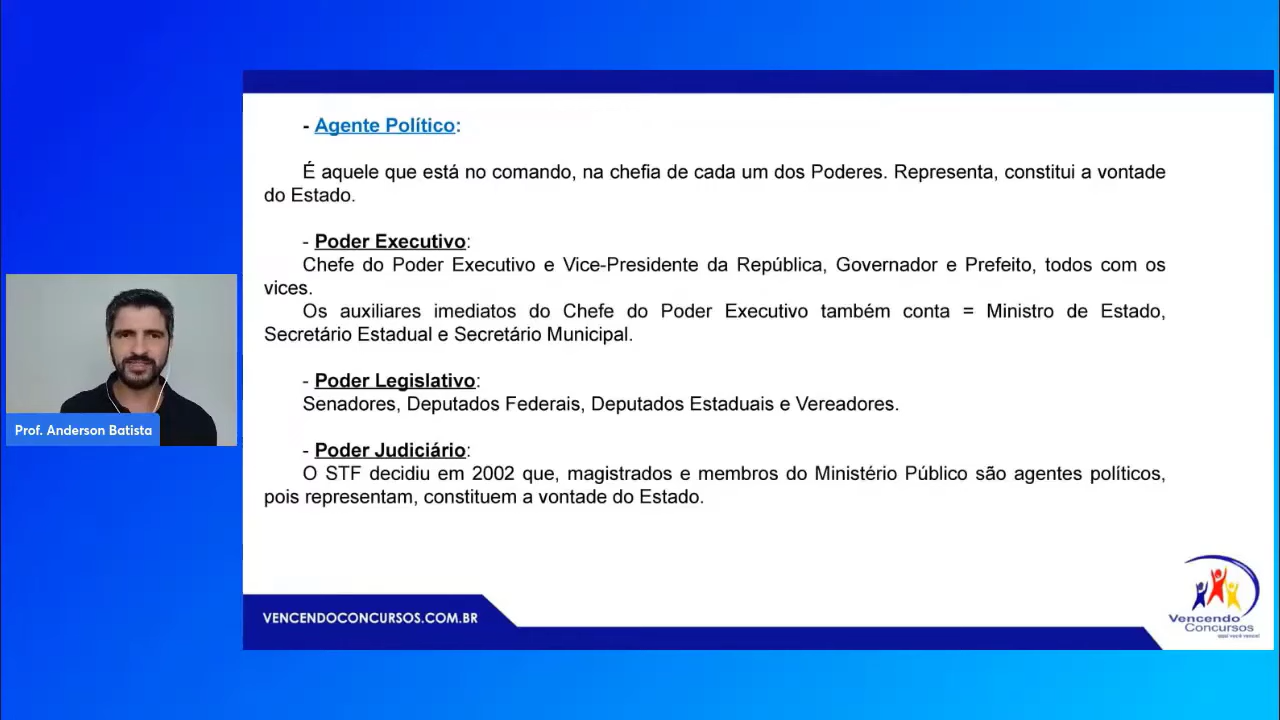 - Agente Político:
É aquele que está no comando, na chefia de cada um dos Poderes. Representa, constitui a vontade
do Estado.
- Poder Executivo:
Chefe do Poder Executivo e Vice-Presidente da República, Governador e Prefeito, todos com os
vices.
Os auxiliares imediatos do Chefe do Poder Executivo também conta = Ministro de Estado,
Secretário Estadual e Secretário Municipal.
- Poder Legislativo:
Senadores, Deputados Federais, Deputados Estaduais e Vereadores.
- Poder Judiciário:
O STF decidiu em 2002 que, magistrados e membros do Ministério Público são agentes políticos,
pois representam, constituem a vontade do Estado.
Prof. Anderson Batista
VENCENDOCONCURSOS.COM.BR
Vencendo
Concursos
aqui você vence!